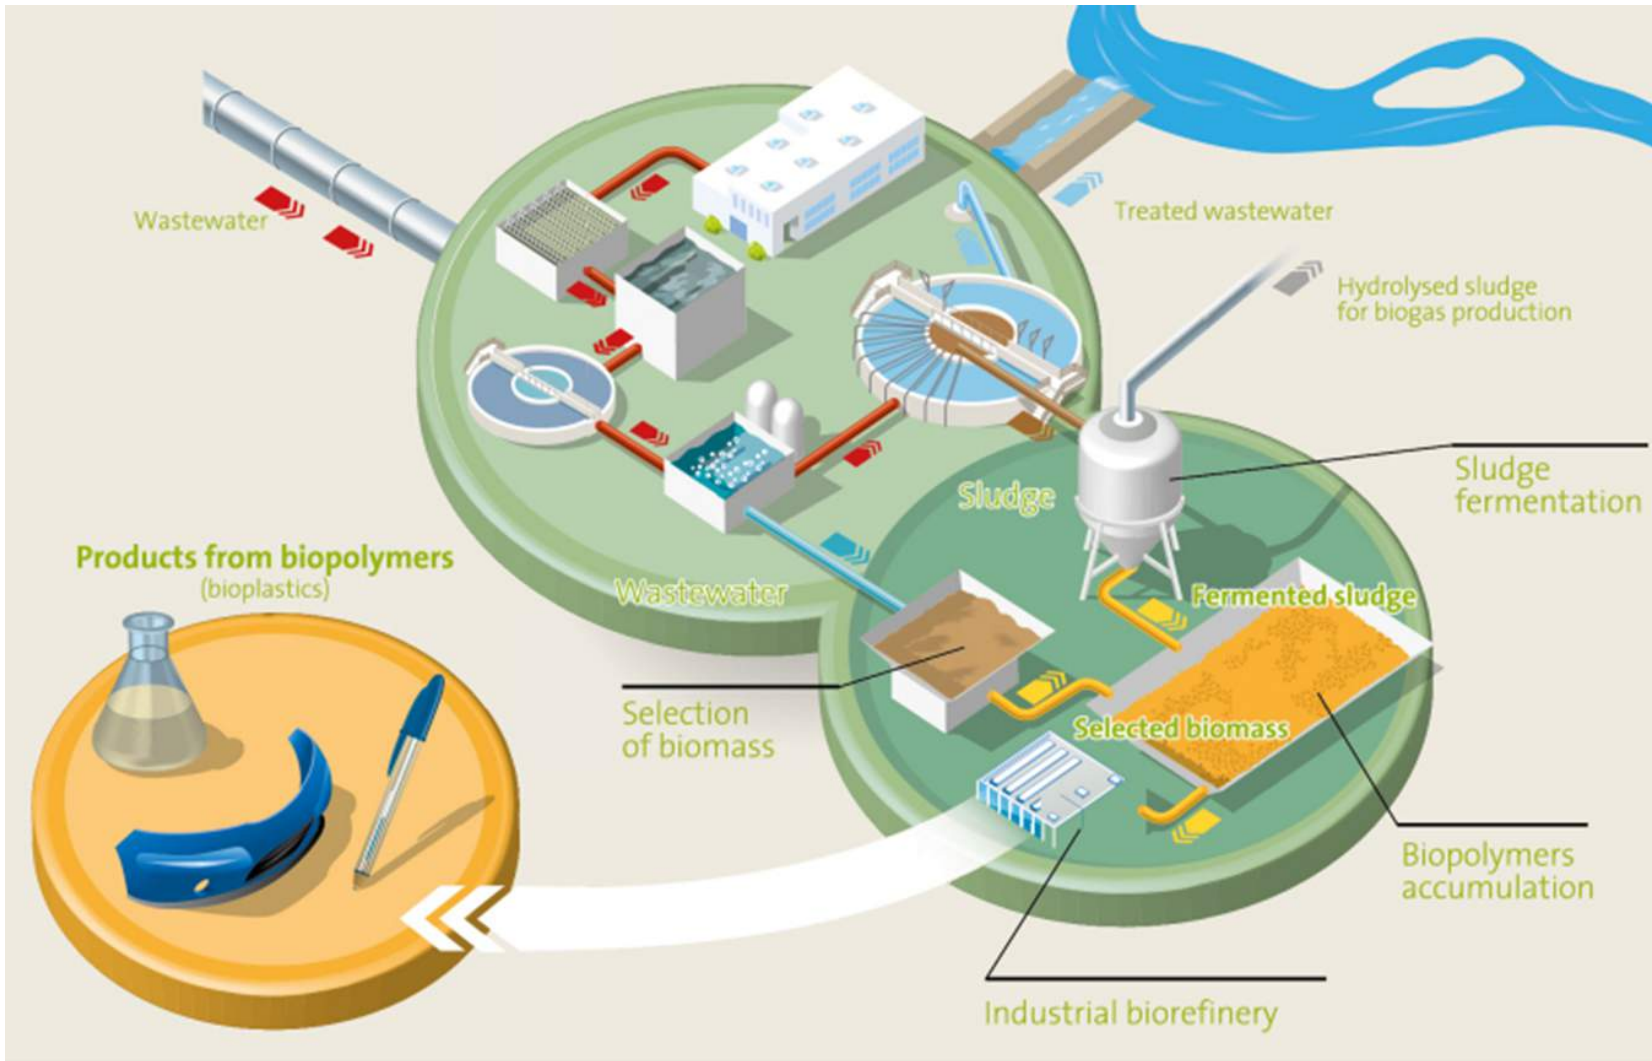 Wastewater
Treated wastewater
Hydrolysed sludge
for biogas production
Sludge
fermentation
Sludge
Products from biopolymers
(bioplastics)
Wastewater
Fermented sludge
Selection
of biomass
Selected biomass
Biopolymers
accumulation
Industrial biorefinery